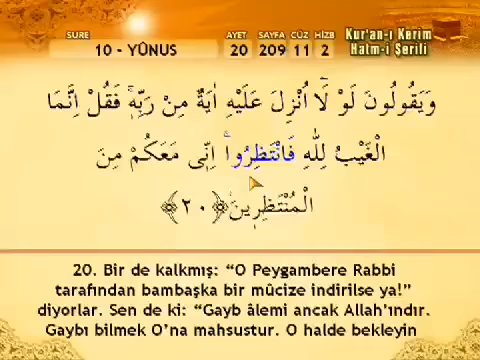 SURE AYET SAYFA CÜZ HİZB
10 - YÛNUS 20 209 11 2
Kur'an-ı Kerim
Hatm-i Şerifi
وَيَقُولُونَ لَوْ لَٓا اُنْزِلَ عَلَيْهِ اٰيَةٌ مِنْ رَبِّهٖۚ فَقُلْ اِنَّمَا
الْغَيْبُ لِلّٰهِ فَانْتَظِرُواۚ اِنّٖى مَعَكُمْ مِنَ
الْمُنْتَظِرٖينَ ﴿٢٠﴾
20. Bir de kalkmış: “O Peygambere Rabbi
tarafından bambaşka bir mûcize indirilse ya!”
diyorlar. Sen de ki: “Gayb âlemi ancak Allah'ındır.
Gaybı bilmek O’na mahsustur. O halde bekleyin